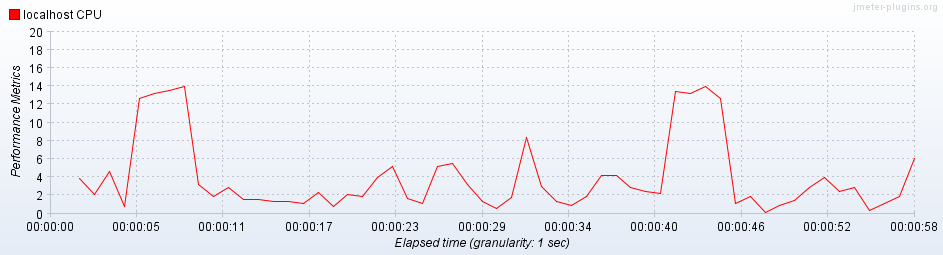 localhost CPU
jmeter-plugins.org
Performance Metrics
20
18
16
14
12
10
8
6
4
2
0
00:00:00 00:00:05 00:00:11 00:00:17 00:00:23 00:00:29 00:00:34 00:00:40 00:00:46 00:00:52 00:00:58
Elapsed time (granularity: 1 sec)